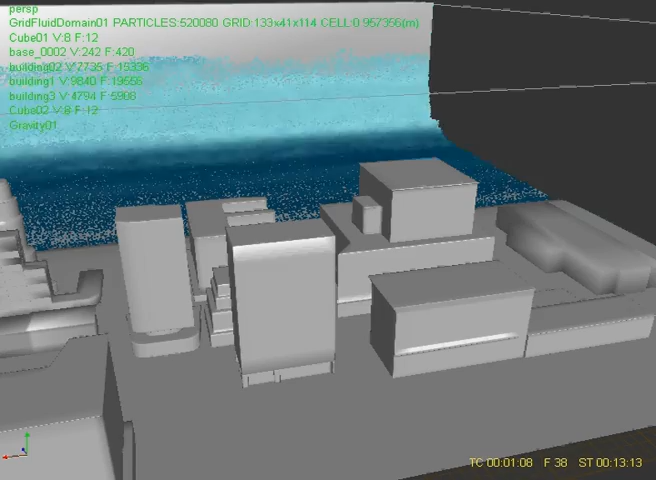 persp
GridFluidDomain01 PARTICLES:520080 GRID:133x41x114 CELL:0.957356(m)
Cube01 V:8 F:12
base_0002 V:242 F:420
building02 V:7735 F:15336
building1 V:9840 F:19556
building3 V:4794 F:5908
Cube02 V:8 F:12
Gravity01
TC 00:01:08 F 38 ST 00:13:13